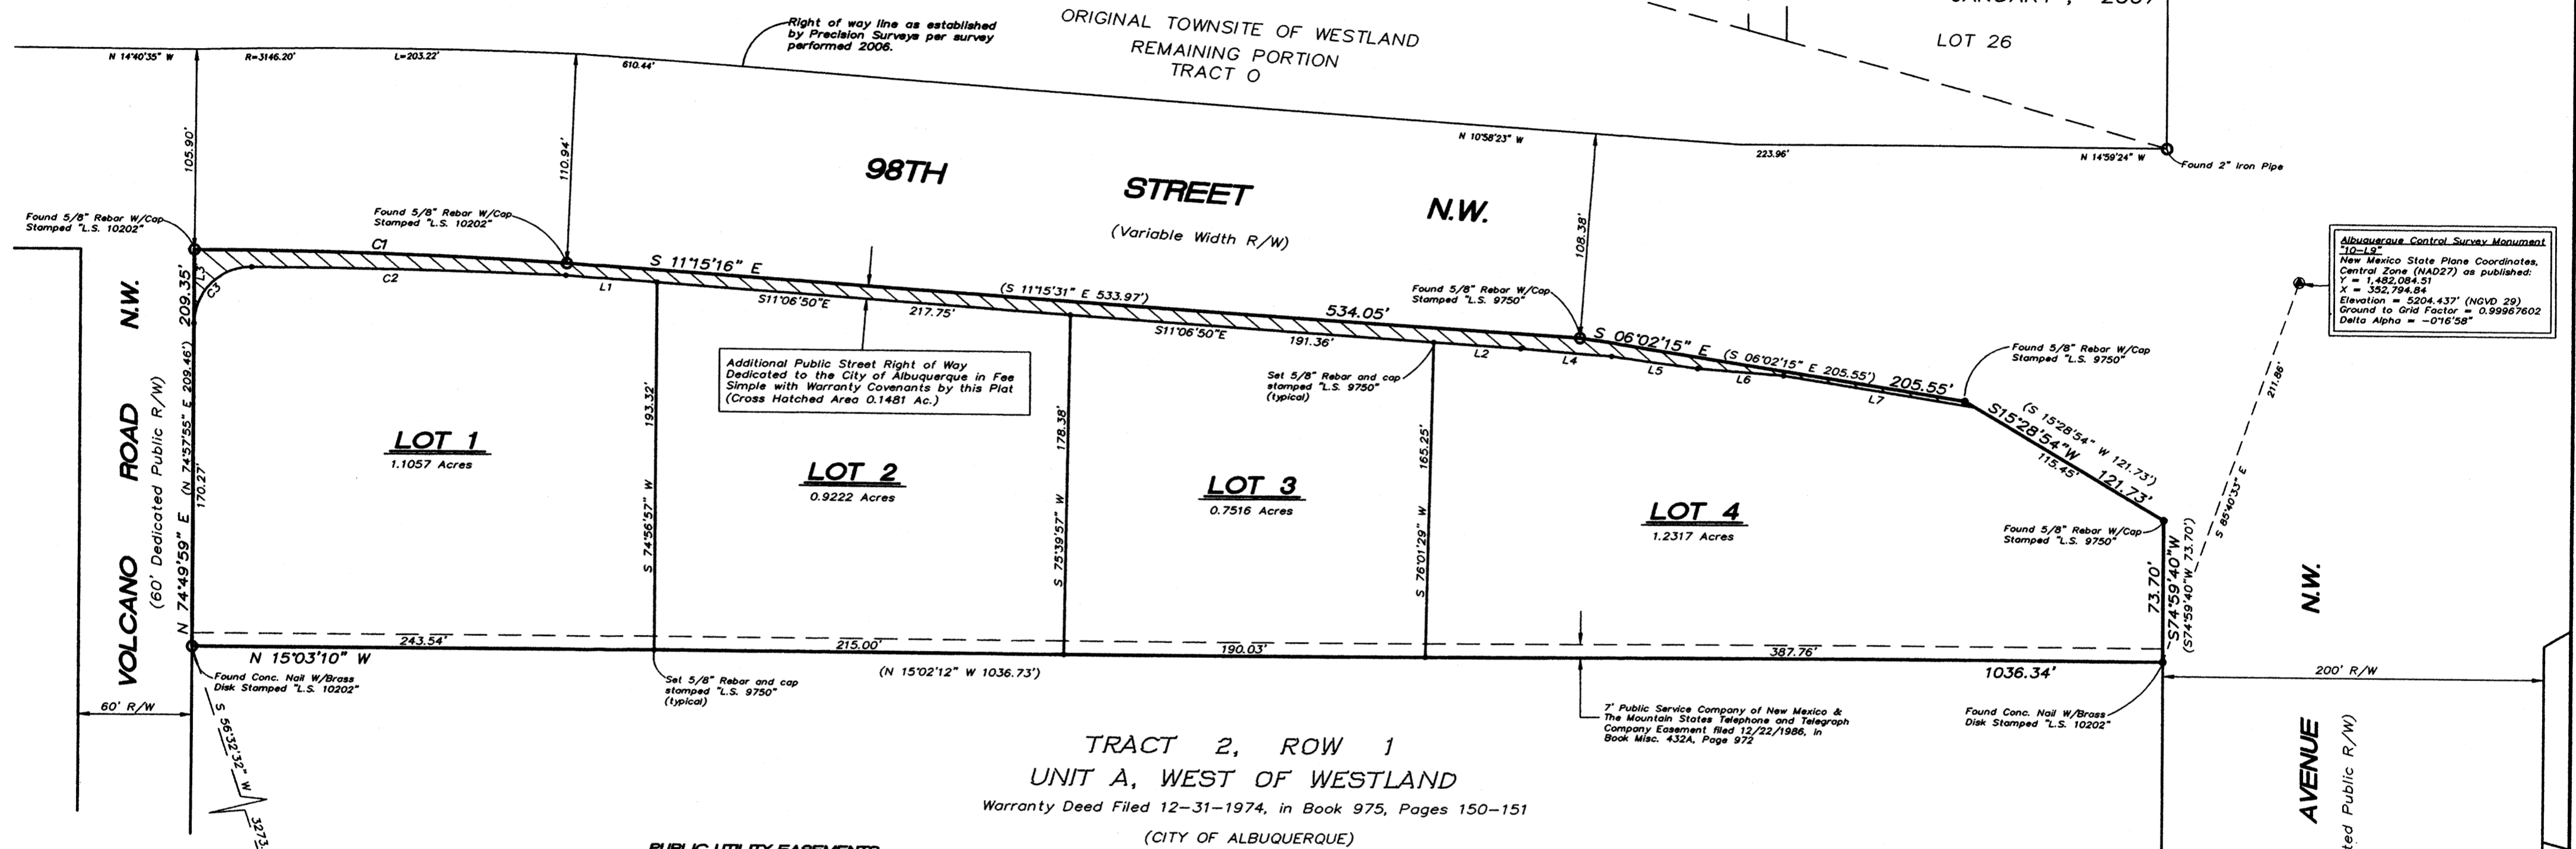 JANUARY , 2007
LOT 26
ORIGINAL TOWNSITE OF WESTLAND
REMAINING PORTION
TRACT O
Right of way line as established
by Precision Surveys per survey
performed 2006.
N 14°40'35" W
R=3146.20'
L=203.22'
610.44'
N 10°58'23" W
223.96'
N 14°59'24" W
Found 2" Iron Pipe
105.90'
110.94'
108.38'
98TH STREET N.W.
(Variable Width R/W)
Found 5/8" Rebar W/Cap
Stamped "L.S. 10202"
Found 5/8" Rebar W/Cap
Stamped "L.S. 10202"
Found 5/8" Rebar W/Cap
Stamped "L.S. 9750"
Found 5/8" Rebar W/Cap
Stamped "L.S. 9750"
Albuquerque Control Survey Monument
"10-L9"
New Mexico State Plane Coordinates,
Central Zone (NAD27) as published:
Y = 1,482,084.51
X = 352,794.84
Elevation = 5204.437' (NGVD 29)
Ground to Grid Factor = 0.99967602
Delta Alpha = -0°16'58"
C1
C2
C3
L3
L1
S 11°15'16" E
(S 11°15'31" E 533.97')
534.05'
S11°06'50"E
217.75'
S11°06'50"E
191.36'
L2
L4
L5
L6
L7
S 06°02'15" E
(S 06°02'15" E 205.55')
205.55'
S15°28'54"W
(S 15°28'54" W 121.73')
115.45'
121.73'
211.86'
S 85°40'33" E
Additional Public Street Right of Way
Dedicated to the City of Albuquerque in Fee
Simple with Warranty Covenants by this Plat
(Cross Hatched Area 0.1481 Ac.)
Set 5/8" Rebar and cap
stamped "L.S. 9750"
(typical)
VOLCANO ROAD N.W.
(60' Dedicated Public R/W)
N 74°49'59" E
209.35'
(N 74°57'55" E 209.46')
170.27'
LOT 1
1.1057 Acres
S 74°56'57" W
193.32'
LOT 2
0.9222 Acres
S 75°39'57" W
178.38'
LOT 3
0.7516 Acres
S 76°01'29" W
165.25'
LOT 4
1.2317 Acres
Found 5/8" Rebar W/Cap
Stamped "L.S. 9750"
73.70'
S74°59'40"W
(S74°59'40"W 73.70')
243.54'
215.00'
190.03'
387.76'
N 15°03'10" W
(N 15°02'12" W 1036.73')
1036.34'
60' R/W
200' R/W
Found Conc. Nail W/Brass
Disk Stamped "L.S. 10202"
Set 5/8" Rebar and cap
stamped "L.S. 9750"
(typical)
7' Public Service Company of New Mexico &
The Mountain States Telephone and Telegraph
Company Easement filed 12/22/1986, in
Book Misc. 432A, Page 972
Found Conc. Nail W/Brass
Disk Stamped "L.S. 10202"
S 56°32'32" W
3273.
AVENUE N.W.
ted Public R/W)
TRACT 2, ROW 1
UNIT A, WEST OF WESTLAND
Warranty Deed Filed 12-31-1974, in Book 975, Pages 150-151
(CITY OF ALBUQUERQUE)
PUBLIC UTILITY EASEMENTS